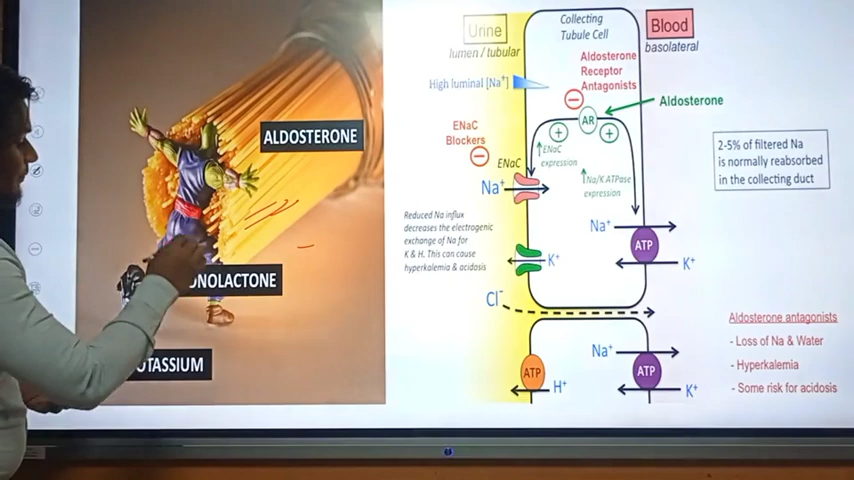 ALDOSTERONE
ONOLACTONE
OTASSIUM
Urine
lumen / tubular
Collecting
Tubule Cell
Blood
basolateral
High luminal [Na⁺]
Aldosterone
Receptor
Antagonists
Aldosterone
AR
ENaC
Blockers
↑ENaC
expression
↑Na/K ATPase
expression
ENaC
Na⁺
Reduced Na influx
decreases the electrogenic
exchange of Na for
K & H. This can cause
hyperkalemia & acidosis
K⁺
Na⁺
ATP
K⁺
Cl⁻
Na⁺
ATP
ATP
H⁺
K⁺
2-5% of filtered Na
is normally reabsorbed
in the collecting duct
Aldosterone antagonists
- Loss of Na & Water
- Hyperkalemia
- Some risk for acidosis